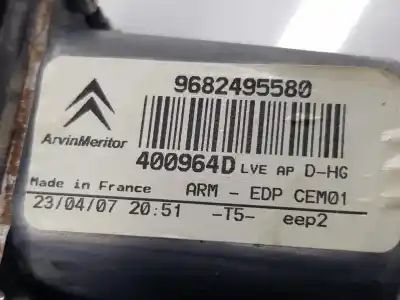 9682495580
ArvinMeritor
400964D LVE AP D-HG
Made in France ARM - EDP CEM01
23/04/07 20:51 -T5- eep2